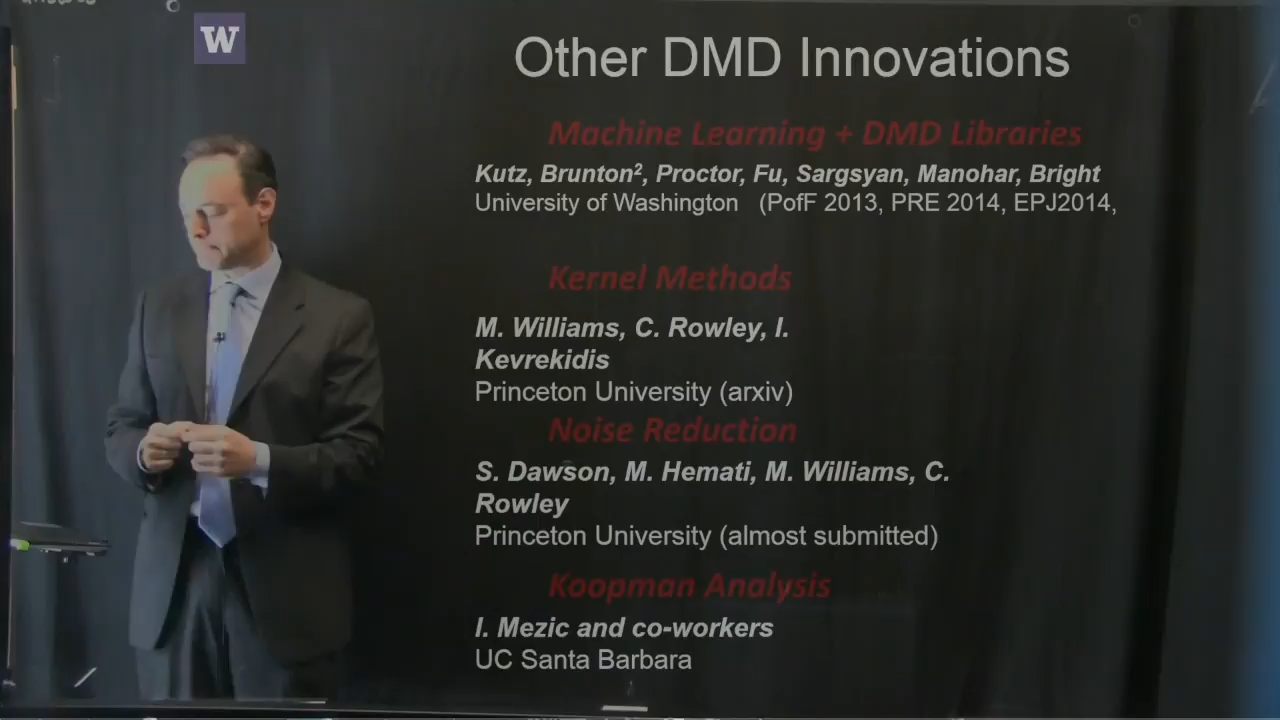 W
Other DMD Innovations
Machine Learning + DMD Libraries
Kutz, Brunton², Proctor, Fu, Sargsyan, Manohar, Bright
University of Washington (PofF 2013, PRE 2014, EPJ2014,
Kernel Methods
M. Williams, C. Rowley, I.
Kevrekidis
Princeton University (arxiv)
Noise Reduction
S. Dawson, M. Hemati, M. Williams, C.
Rowley
Princeton University (almost submitted)
Koopman Analysis
I. Mezic and co-workers
UC Santa Barbara